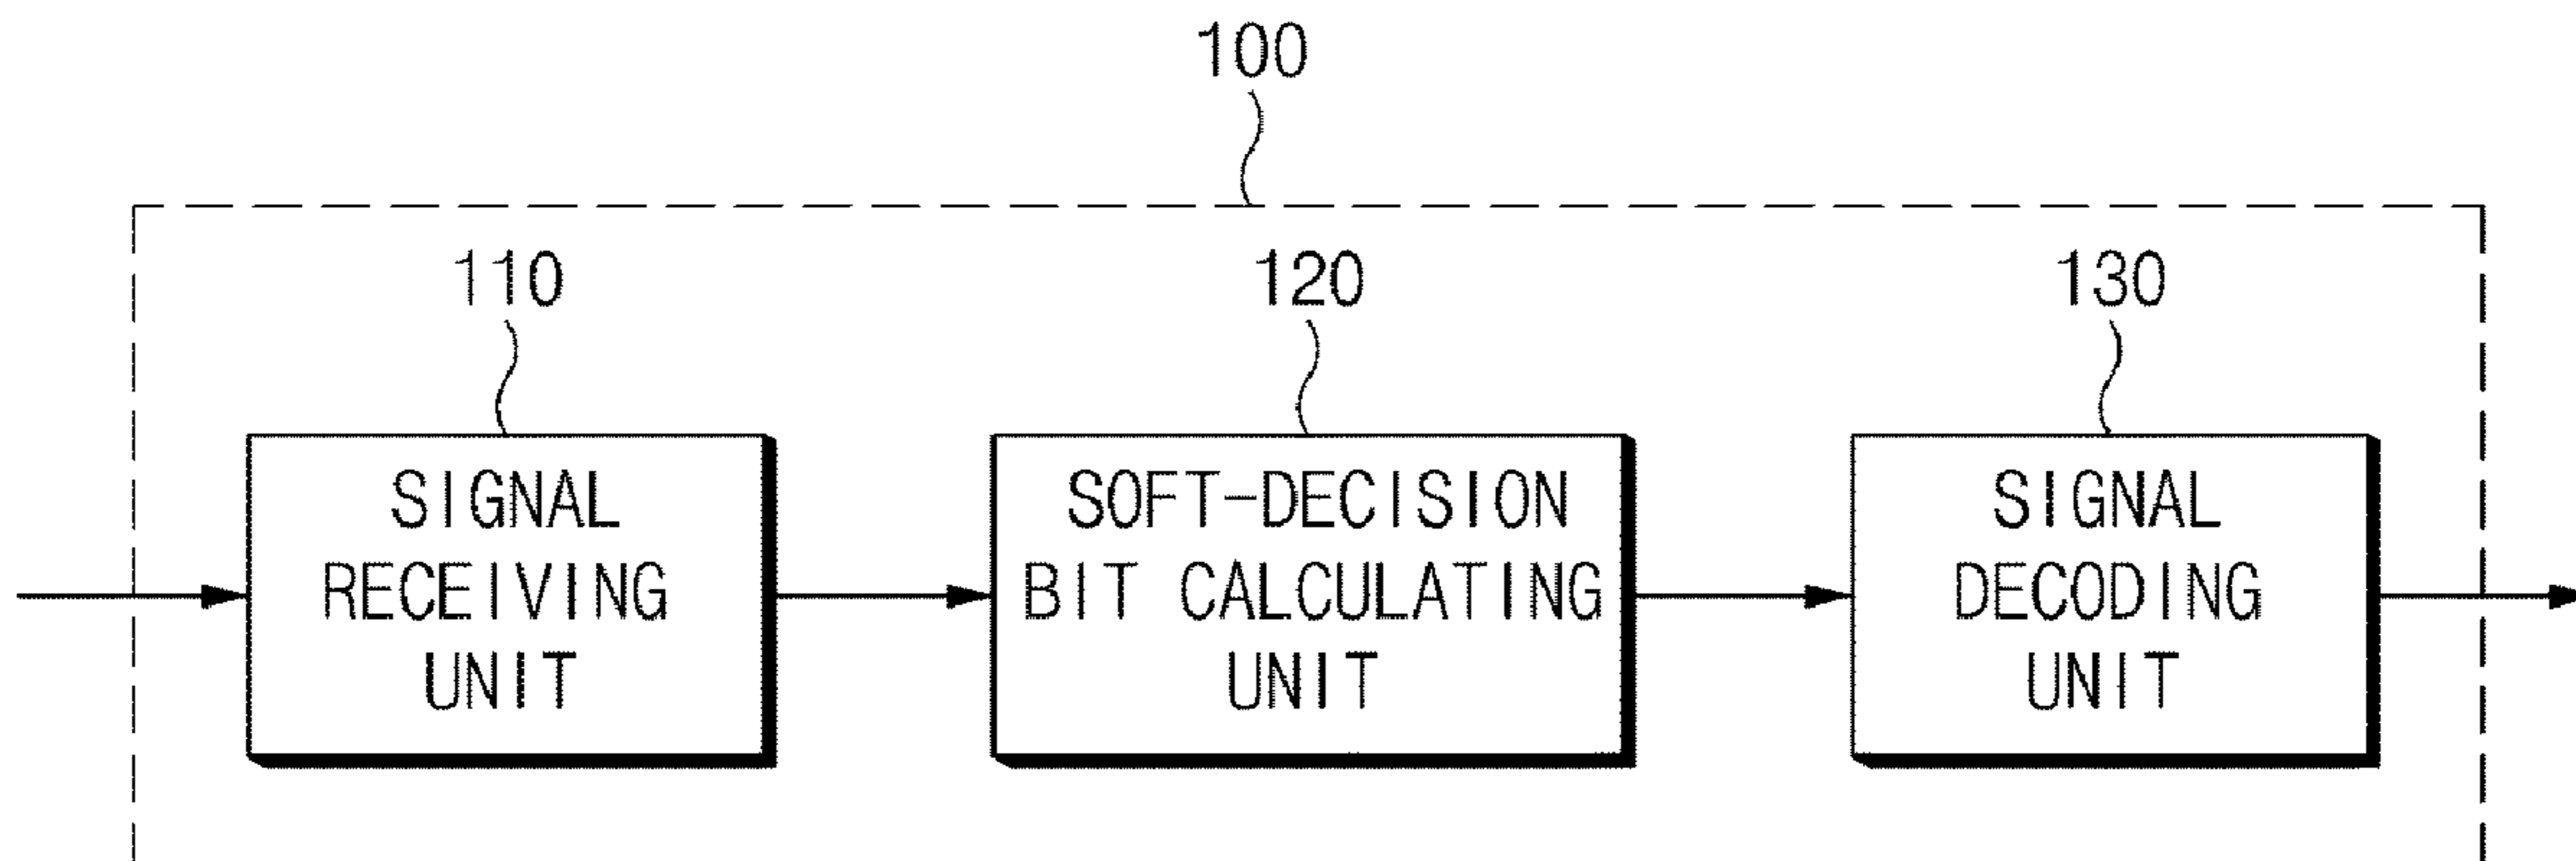 100
110
120
130
SIGNAL
RECEIVING
UNIT
SOFT-DECISION
BIT CALCULATING
UNIT
SIGNAL
DECODING
UNIT